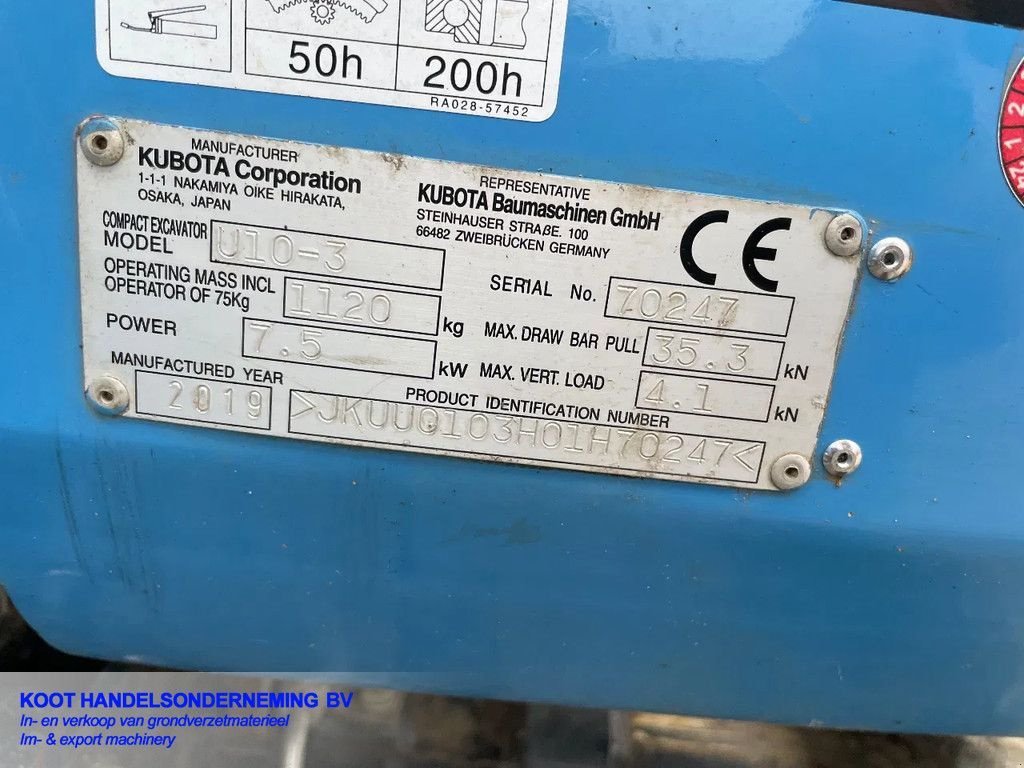 50h
200h
RA028-57452
MANUFACTURER
KUBOTA Corporation
1-1-1 NAKAMIYA OIKE HIRAKATA,
OSAKA, JAPAN
REPRESENTATIVE
KUBOTA Baumaschinen GmbH
STEINHAUSER STRAßE. 100
66482 ZWEIBRÜCKEN GERMANY
CE
COMPACT EXCAVATOR
MODEL U10-3
OPERATING MASS INCL
OPERATOR OF 75Kg 1120 kg
POWER 7.5 kW
MANUFACTURED YEAR
2019
SERIAL No. 70247
MAX. DRAW BAR PULL 35.3 kN
MAX. VERT. LOAD 4.1 kN
PRODUCT IDENTIFICATION NUMBER
>JKUU0103H01H70247<
2
1
12
KOOT HANDELSONDERNEMING BV
In- en verkoop van grondverzetmaterieel
Im- & export machinery